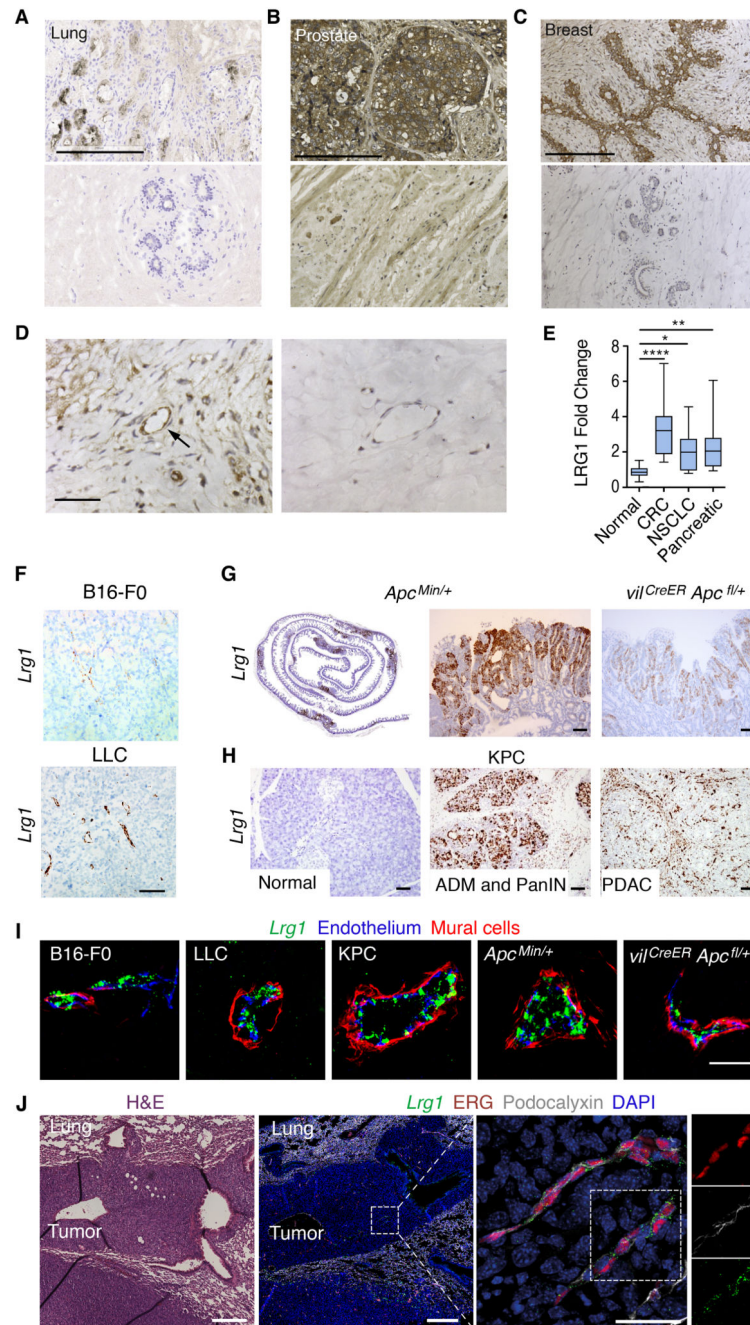 A
Lung
B
Prostate
C
Breast
D
E
LRG1 Fold Change
8
6
4
2
0
****
*
**
Normal
CRC
NSCLC
Pancreatic
F
B16-F0
Lrg1
LLC
Lrg1
G
Apc Min/+
vil CreER Apc fl/+
Lrg1
H
KPC
Lrg1
Normal
ADM and PanIN
PDAC
I
Lrg1 Endothelium Mural cells
B16-F0
LLC
KPC
Apc Min/+
vil CreER Apc fl/+
J
H&E
Lrg1 ERG Podocalyxin DAPI
Lung
Tumor
Lung
Tumor